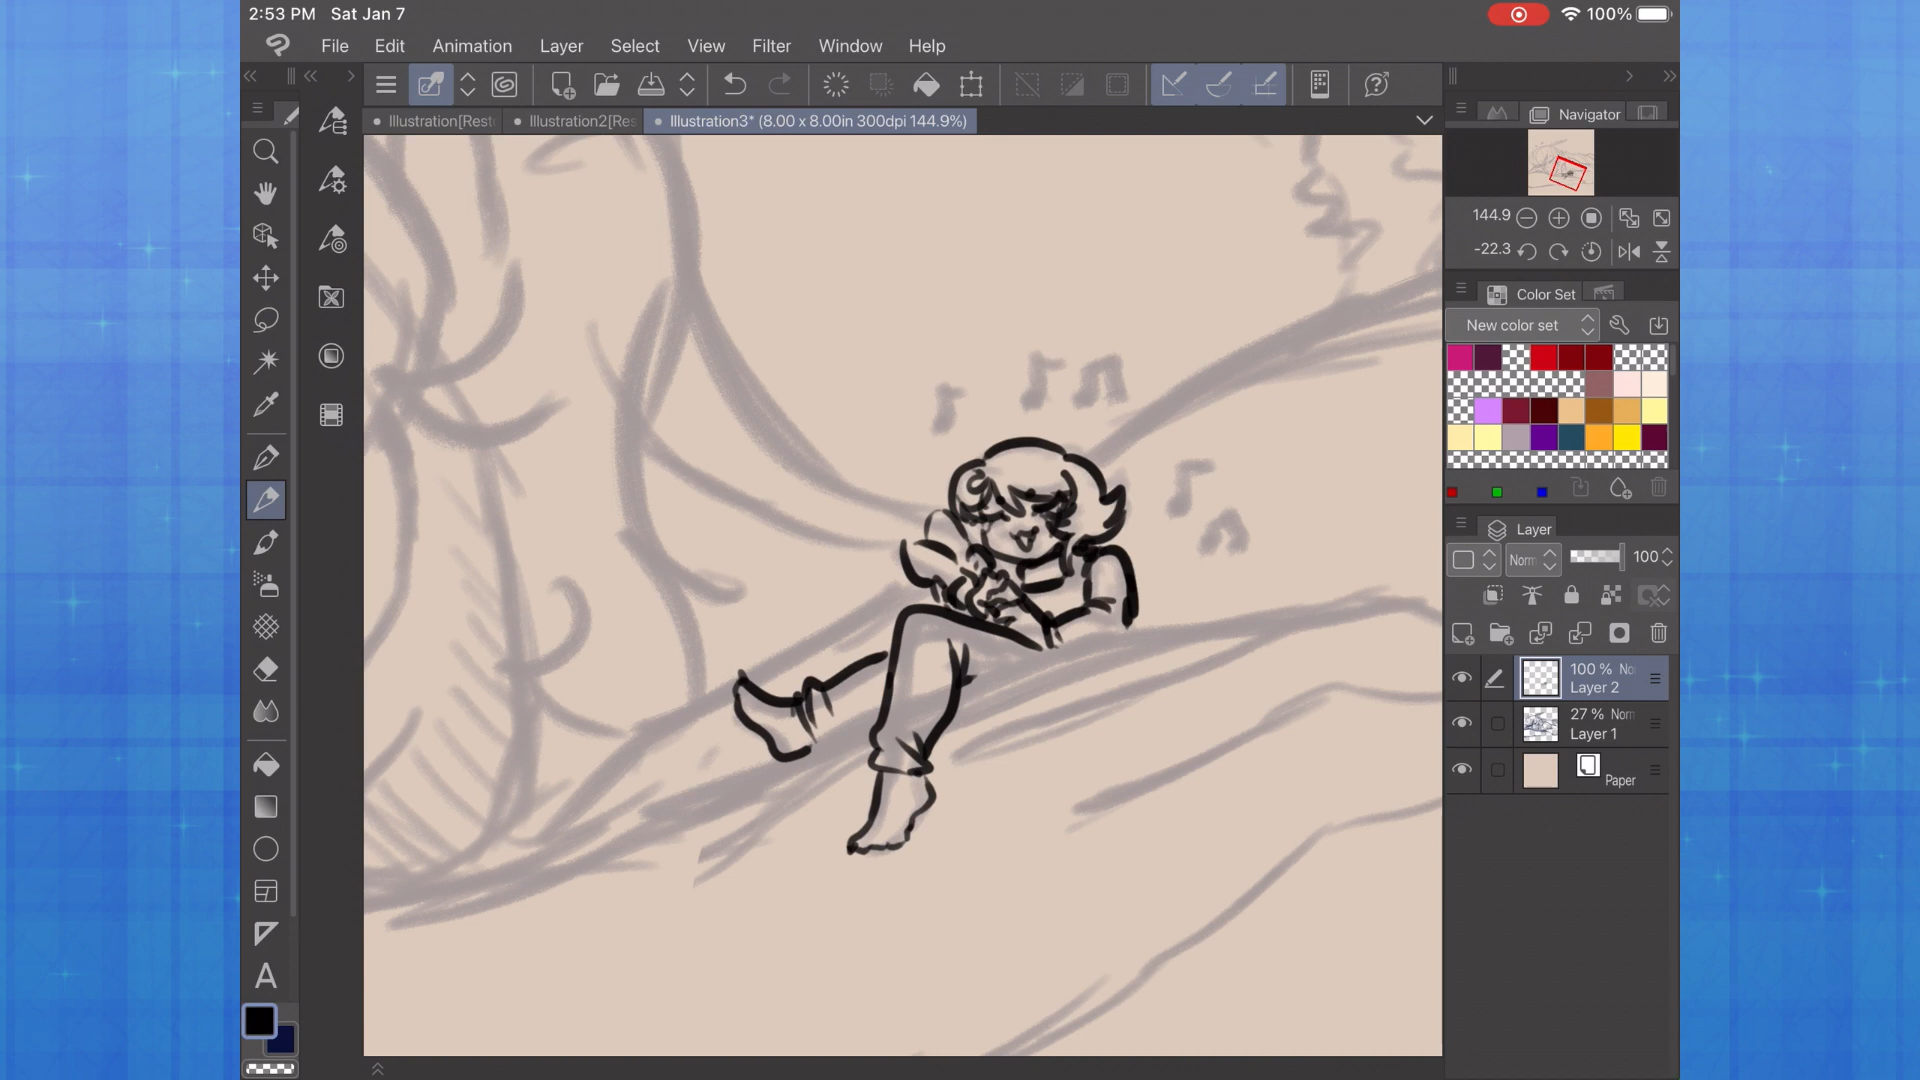 2:53 PM Sat Jan 7
100%
File Edit Animation Layer Select View Filter Window Help
Illustration[Rest Illustration2[Res Illustration3* (8.00 x 8.00in 300dpi 144.9%)
Navigator
144.9
-22.3
Color Set
New color set
Layer
Norm 100
100 % No
Layer 2
27 % Norm
Layer 1
Paper